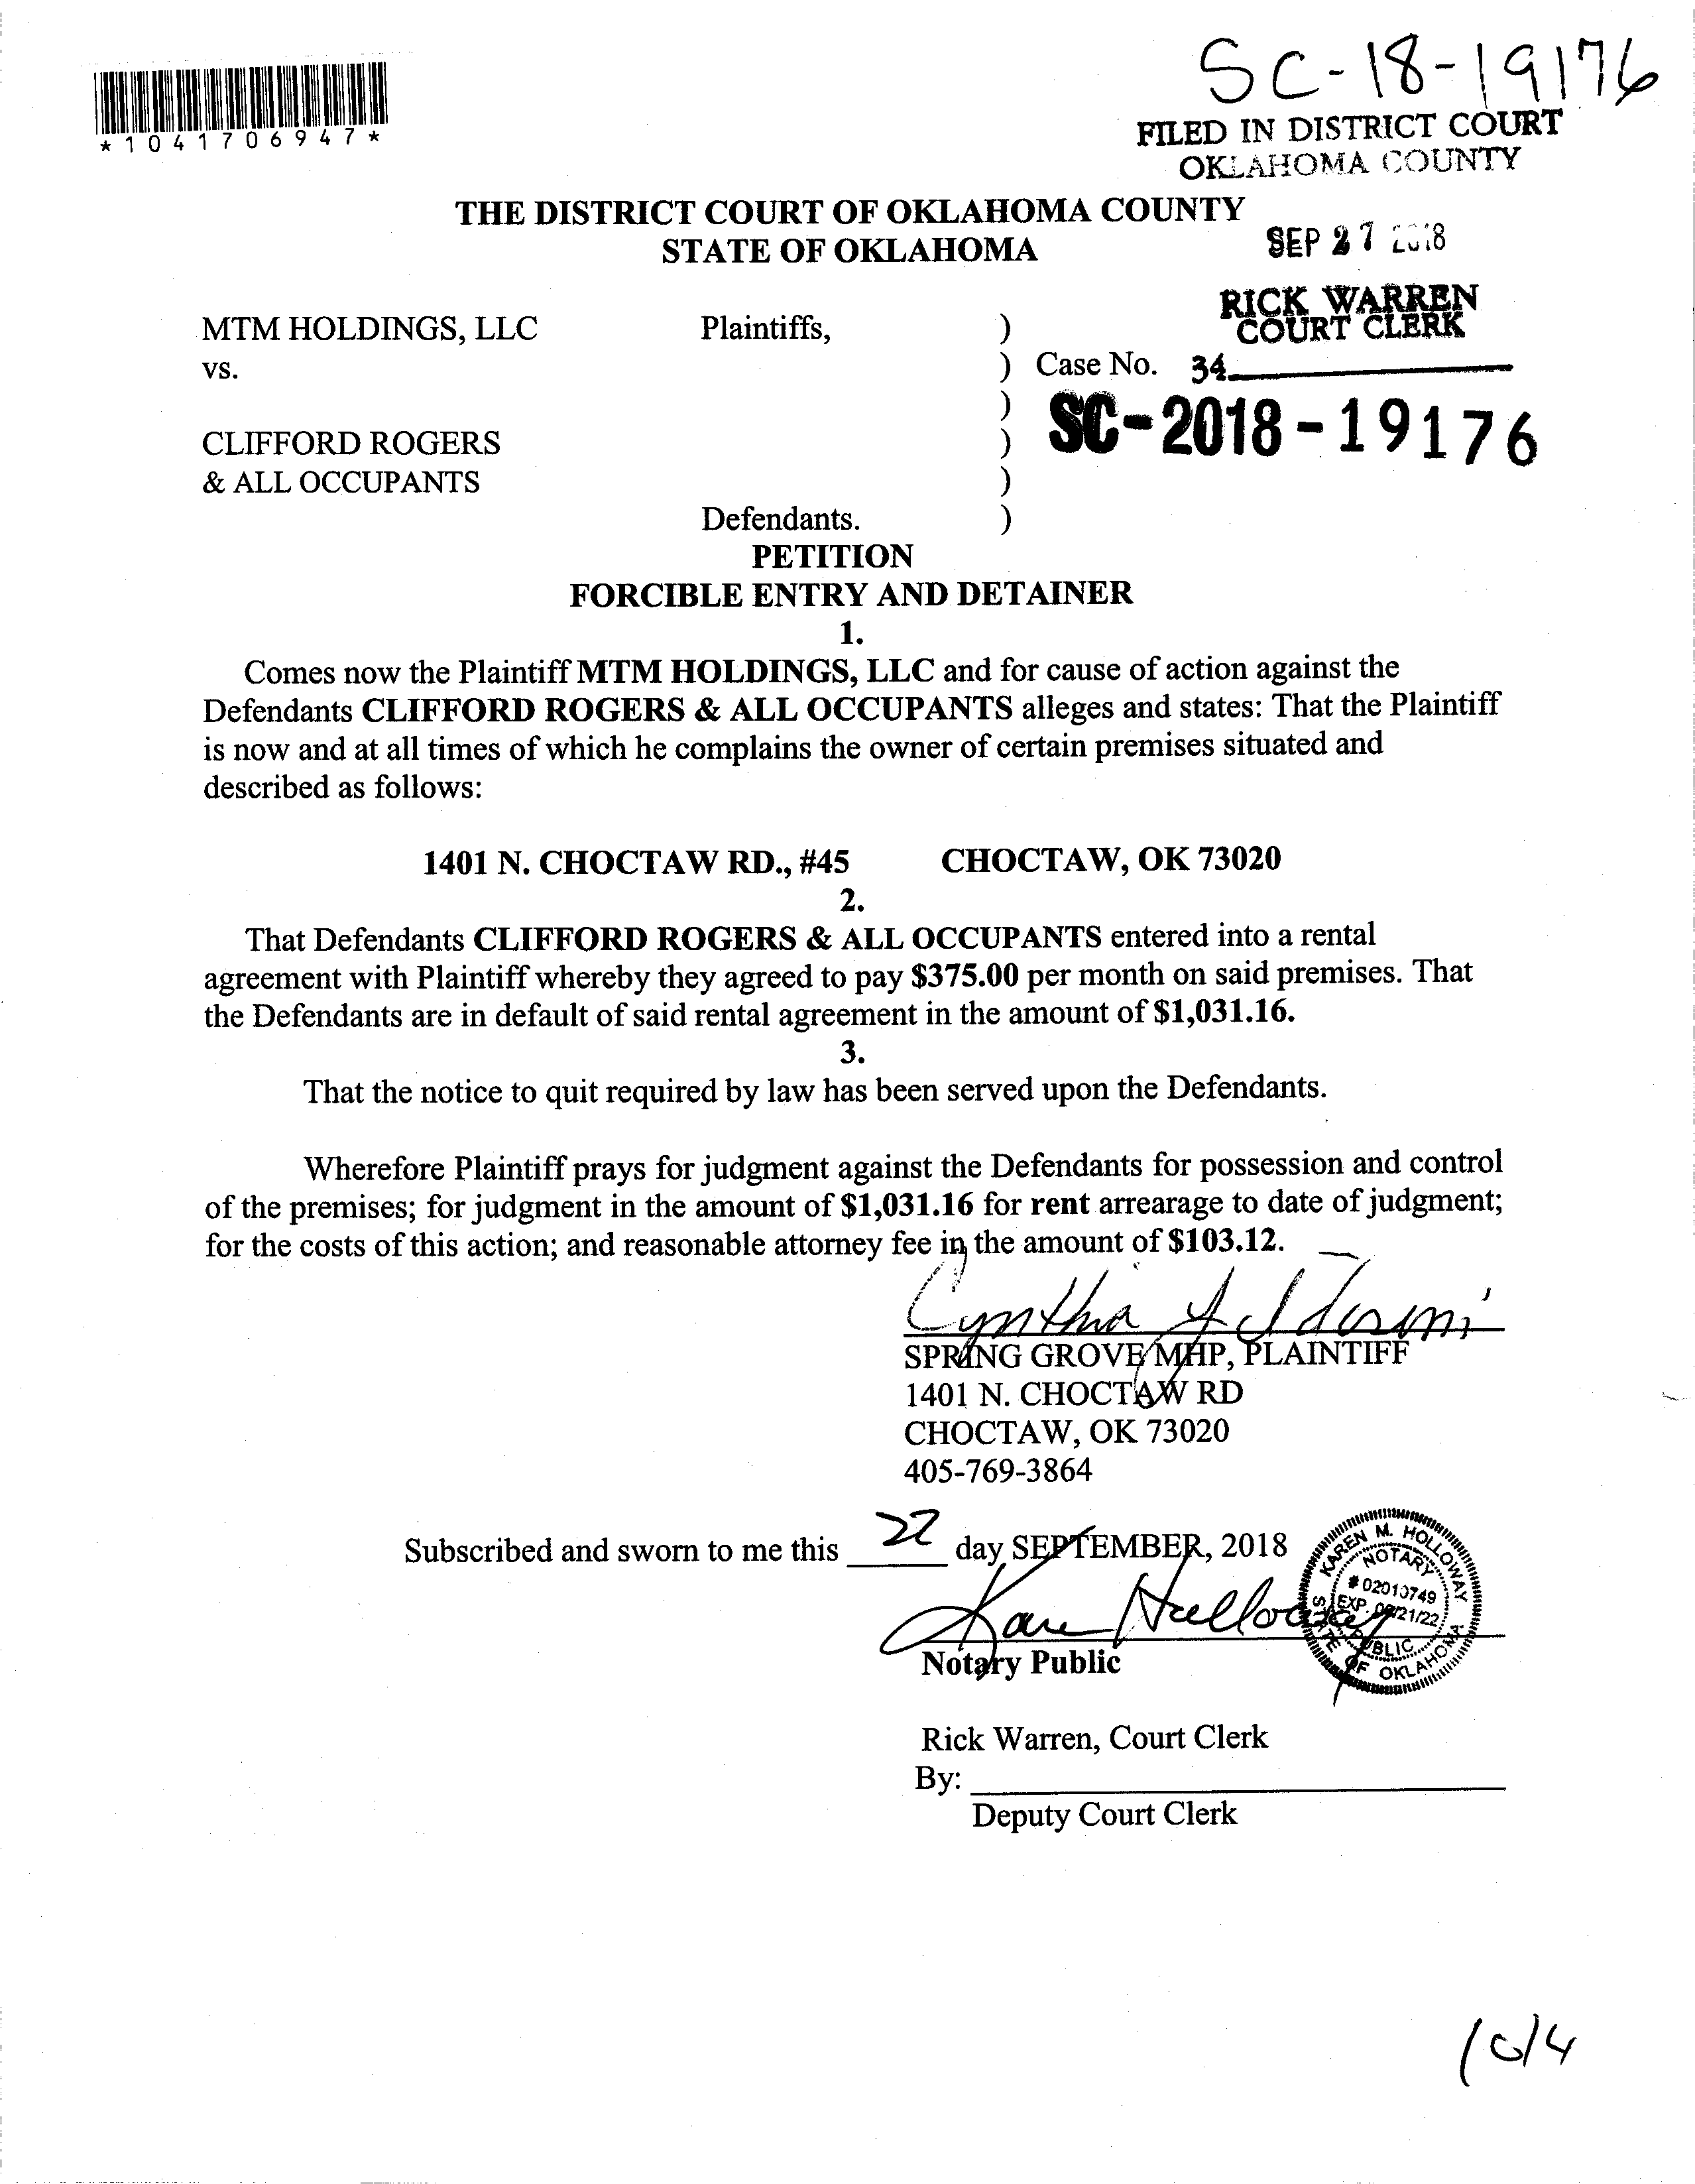 SC-18-19176
*1041706947*
FILED IN DISTRICT COURT
OKLAHOMA COUNTY
THE DISTRICT COURT OF OKLAHOMA COUNTY
STATE OF OKLAHOMA
SEP 27 2018
RICK WARREN
COURT CLERK
MTM HOLDINGS, LLC Plaintiffs, )
vs. ) Case No. 34
)
SC-2018-19176
CLIFFORD ROGERS )
& ALL OCCUPANTS )
Defendants. )
PETITION
FORCIBLE ENTRY AND DETAINER
1.
Comes now the Plaintiff MTM HOLDINGS, LLC and for cause of action against the
Defendants CLIFFORD ROGERS & ALL OCCUPANTS alleges and states: That the Plaintiff
is now and at all times of which he complains the owner of certain premises situated and
described as follows:
1401 N. CHOCTAW RD., #45 CHOCTAW, OK 73020
2.
That Defendants CLIFFORD ROGERS & ALL OCCUPANTS entered into a rental
agreement with Plaintiff whereby they agreed to pay $375.00 per month on said premises. That
the Defendants are in default of said rental agreement in the amount of $1,031.16.
3.
That the notice to quit required by law has been served upon the Defendants.
Wherefore Plaintiff prays for judgment against the Defendants for possession and control
of the premises; for judgment in the amount of $1,031.16 for rent arrearage to date of judgment;
for the costs of this action; and reasonable attorney fee in the amount of $103.12.
Cynthia
SPRING GROVE MHP, PLAINTIFF
1401 N. CHOCTAW RD
CHOCTAW, OK 73020
405-769-3864
Subscribed and sworn to me this 27 day SEPTEMBER, 2018
Karen Holloway
KAREN M. HOLLOWAY
NOTARY
# 02013749
EXP. 21/22
PUBLIC
STATE OF OKLAHOMA
Notary Public
Rick Warren, Court Clerk
By:
Deputy Court Clerk
10/4